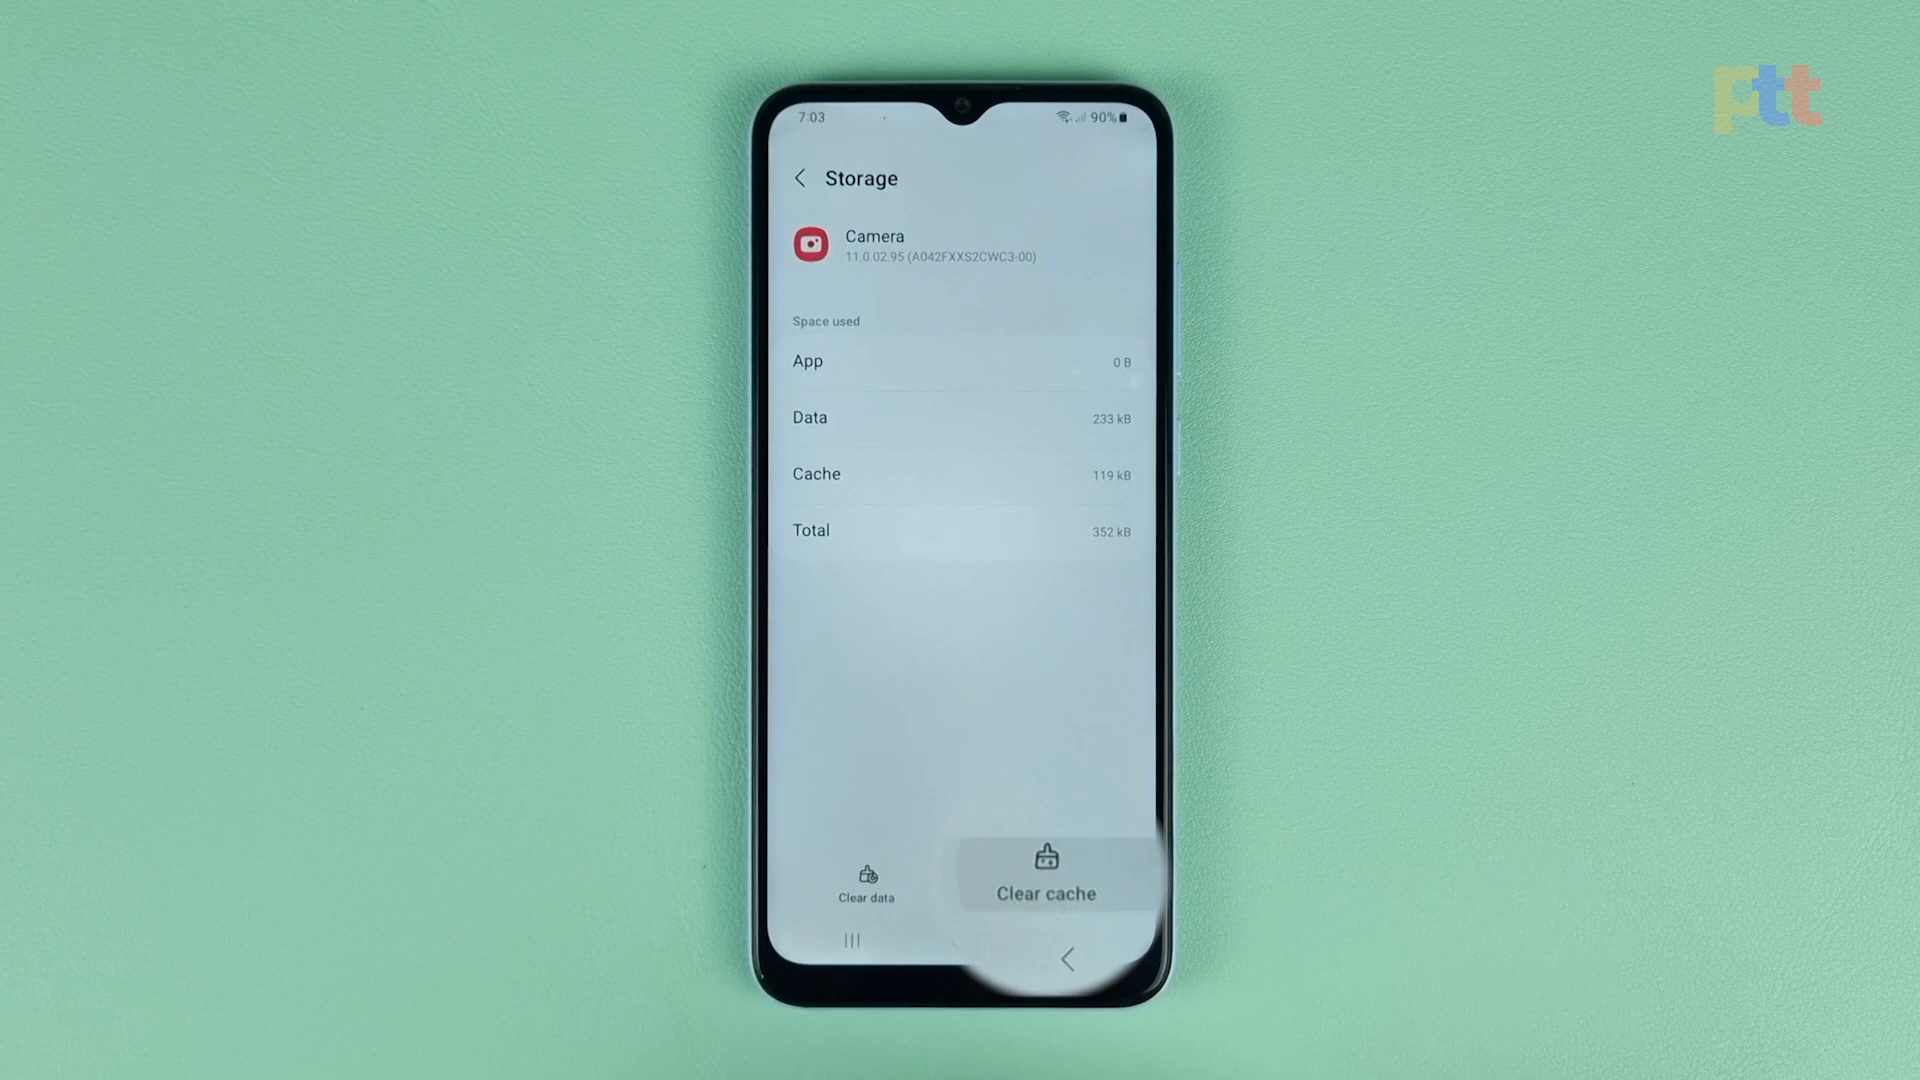 ptt
7:03 90%
Storage
Camera
11.0.02.95 (A042FXXS2CWC3-00)
Space used
App 0 B
Data 233 kB
Cache 119 kB
Total 352 kB
Clear data
Clear cache